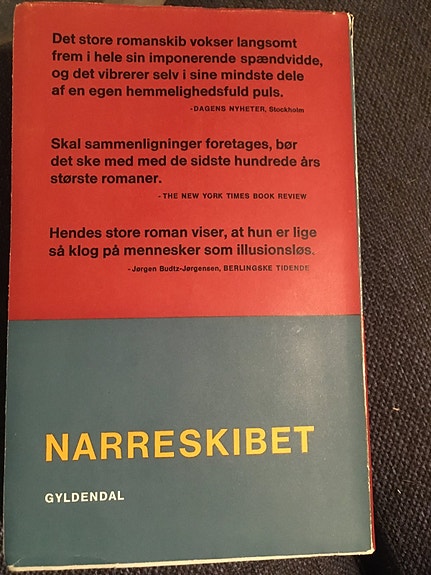 Det store romanskib vokser langsomt
frem i hele sin imponerende spændvidde,
og det vibrerer selv i sine mindste dele
af en egen hemmelighedsfuld puls.
-DAGENS NYHETER, Stockholm
Skal sammenligninger foretages, bør
det ske med med de sidste hundrede års
største romaner.
-THE NEW YORK TIMES BOOK REVIEW
Hendes store roman viser, at hun er lige
så klog på mennesker som illusionsløs.
-Jørgen Budtz-Jørgensen, BERLINGSKE TIDENDE
NARRESKIBET
GYLDENDAL